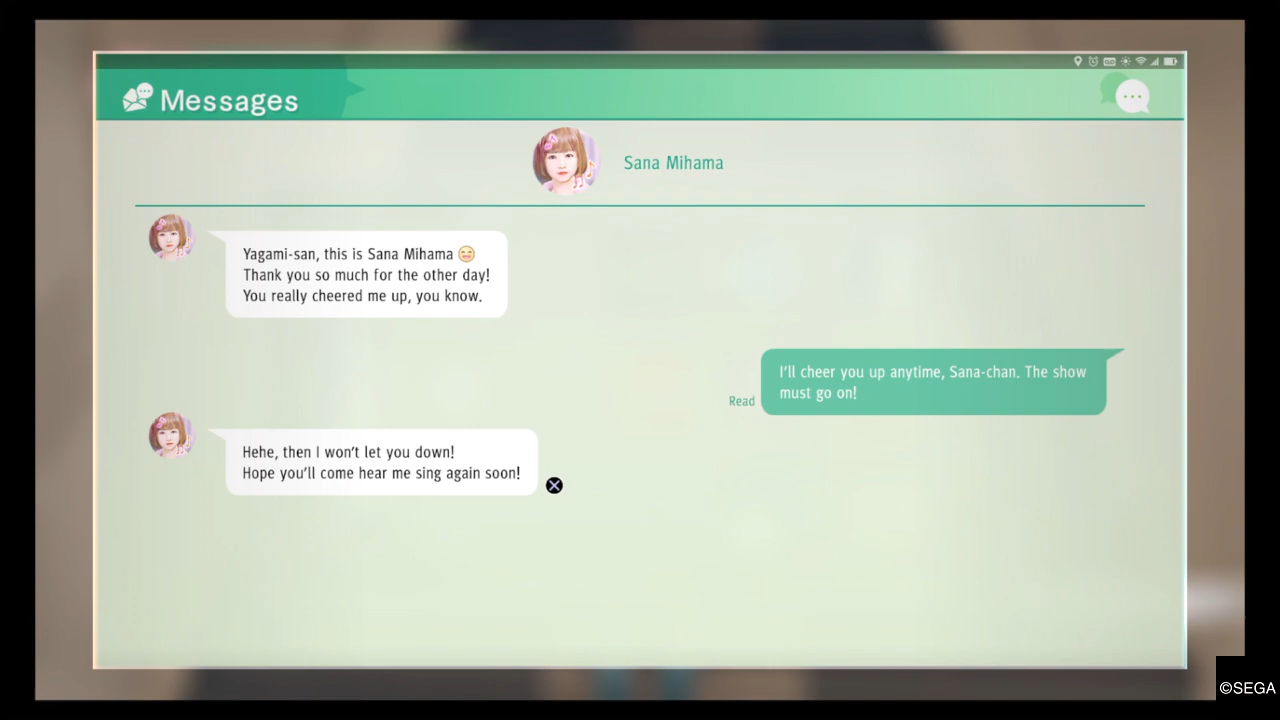 Messages
Sana Mihama
Yagami-san, this is Sana Mihama
Thank you so much for the other day!
You really cheered me up, you know.
I'll cheer you up anytime, Sana-chan. The show
must go on!
Read
Hehe, then I won't let you down!
Hope you'll come hear me sing again soon!
©SEGA